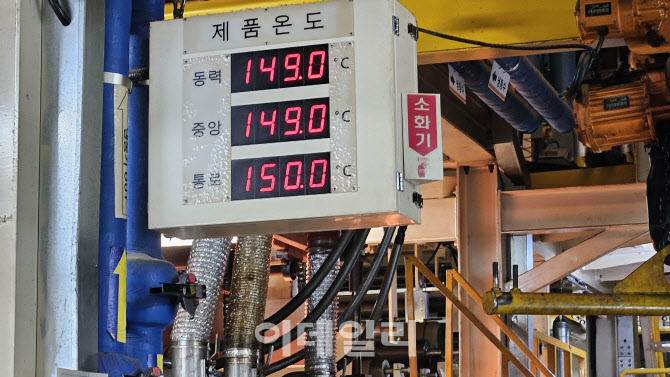 제품온도
동력 149.0 °C
중앙 149.0 °C
통로 150.0 °C
소화기
이데일리